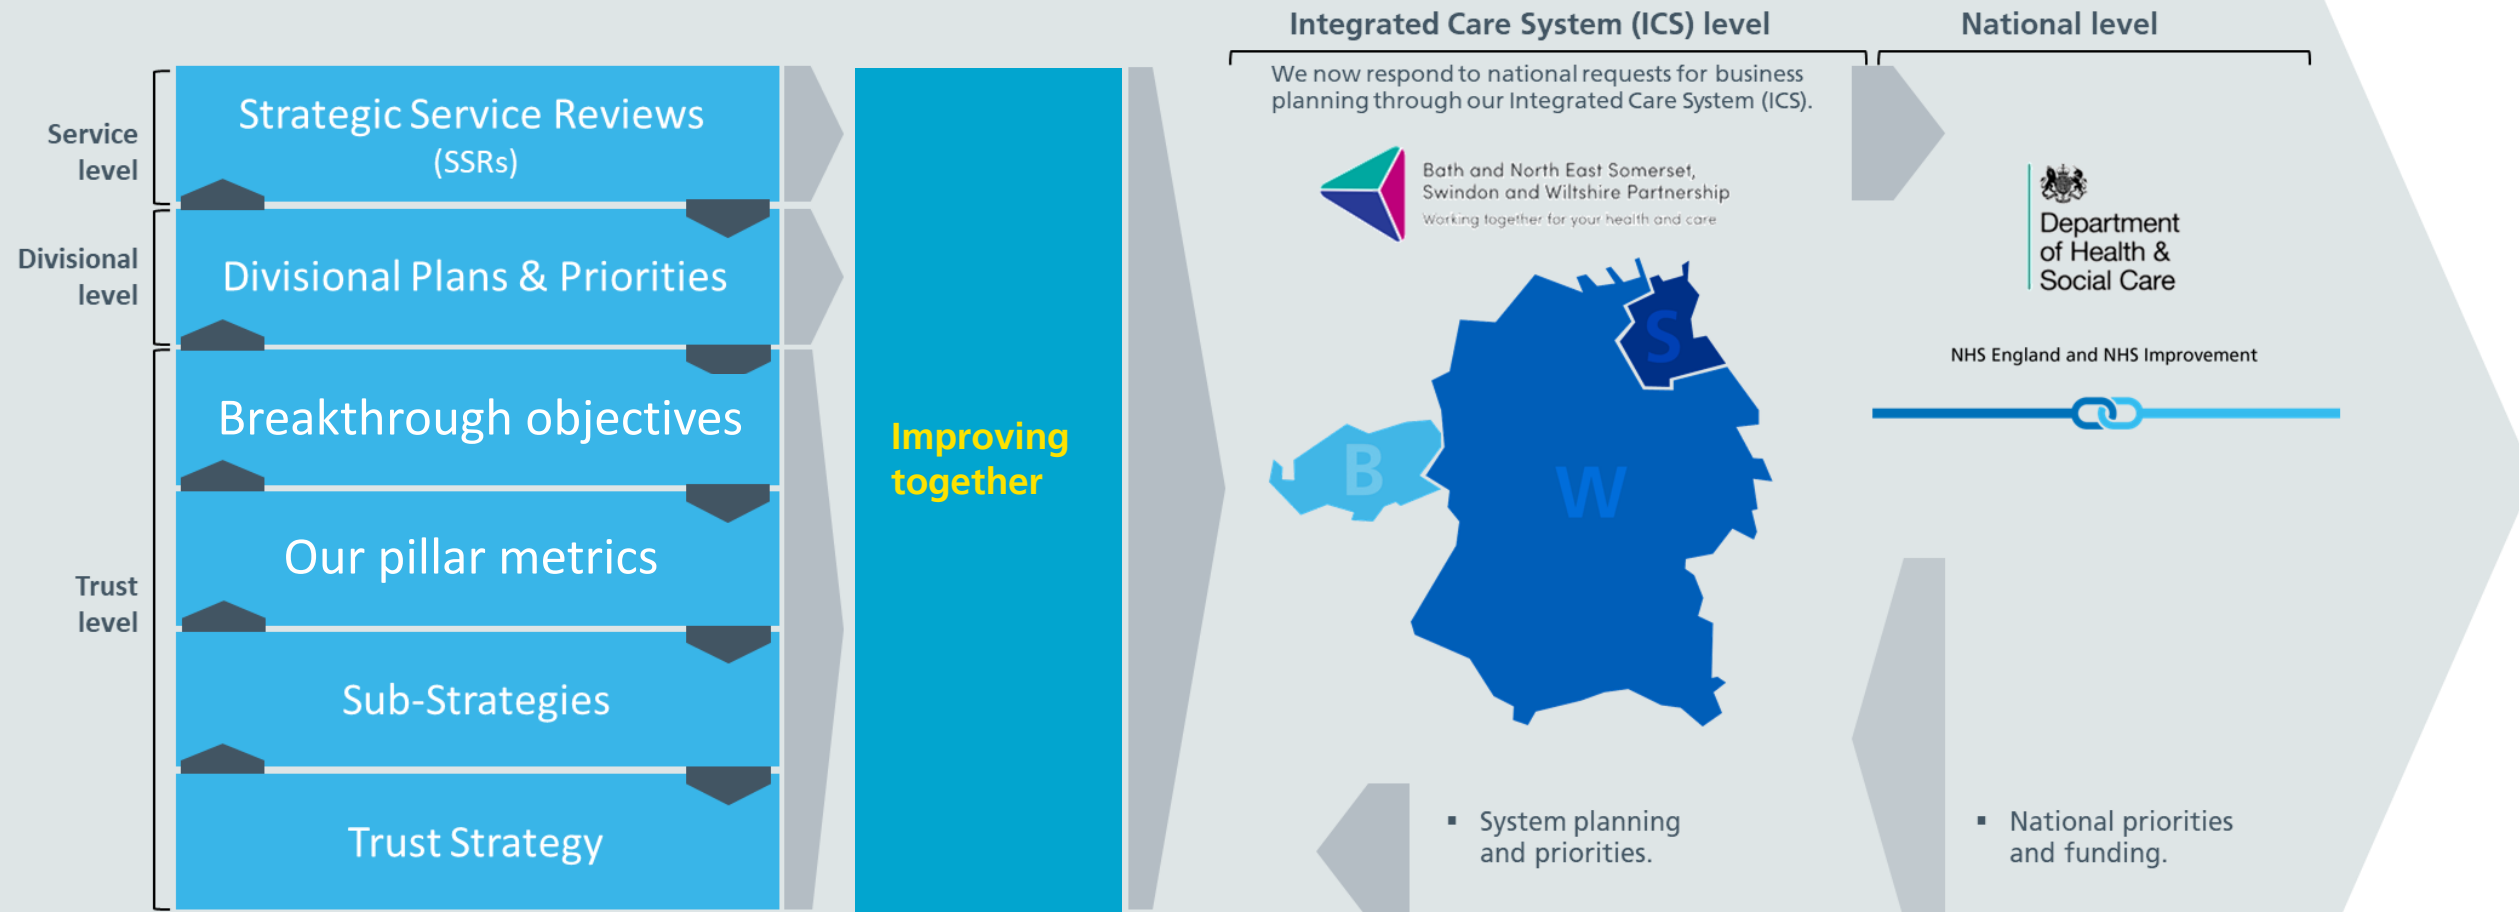 Integrated Care System (ICS) level
National level
We now respond to national requests for business
planning through our Integrated Care System (ICS).
Service
level
Strategic Service Reviews
(SSRs)
Divisional
level
Divisional Plans & Priorities
Trust
level
Breakthrough objectives
Our pillar metrics
Sub-Strategies
Trust Strategy
Improving
together
Bath and North East Somerset,
Swindon and Wiltshire Partnership
Working together for your health and care
S
B
W
System planning
and priorities.
Department
of Health &
Social Care
NHS England and NHS Improvement
National priorities
and funding.